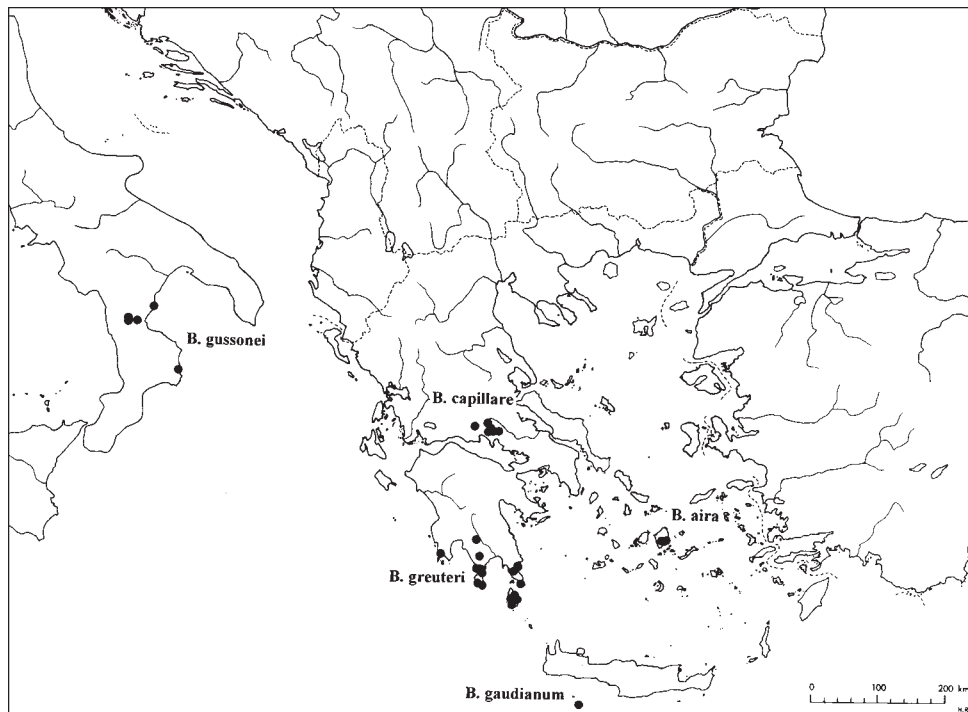 B. gussonei
B. capillare
B. aira
B. greuteri
B. gaudianum
0 100 200 km